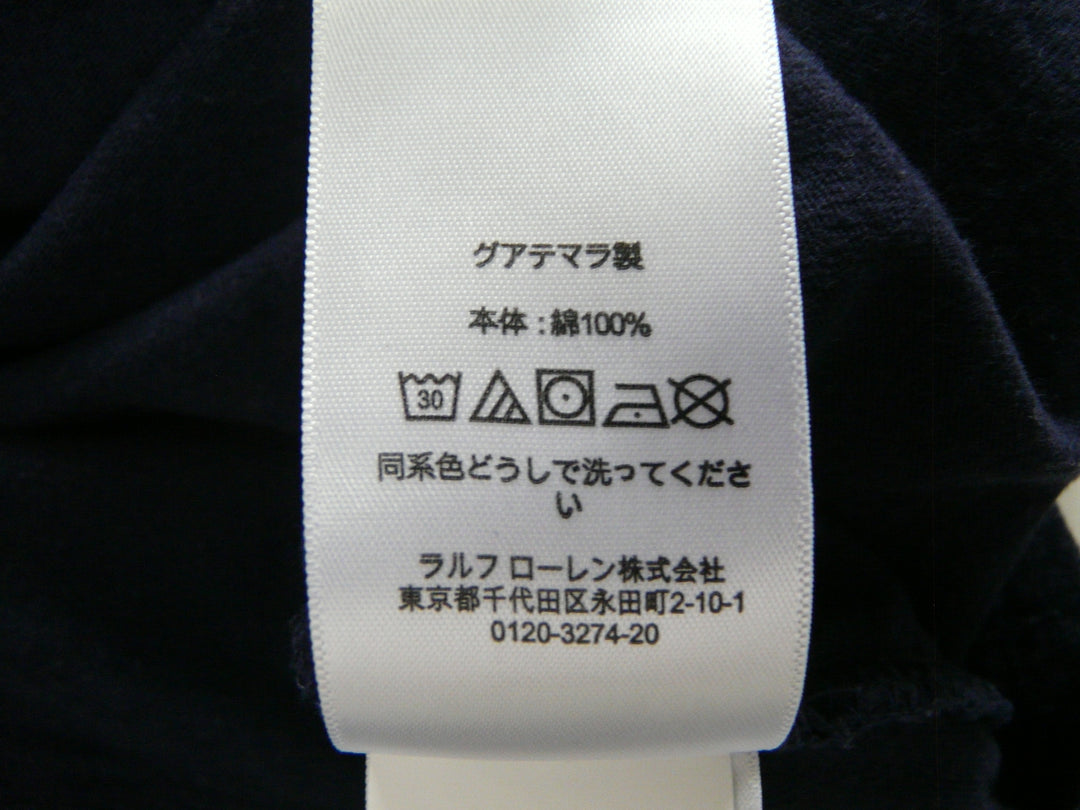 グアテマラ製
本体 : 綿100%
30
同系色どうしで洗ってくださ
い
ラルフ ローレン株式会社
東京都千代田区永田町2-10-1
0120-3274-20